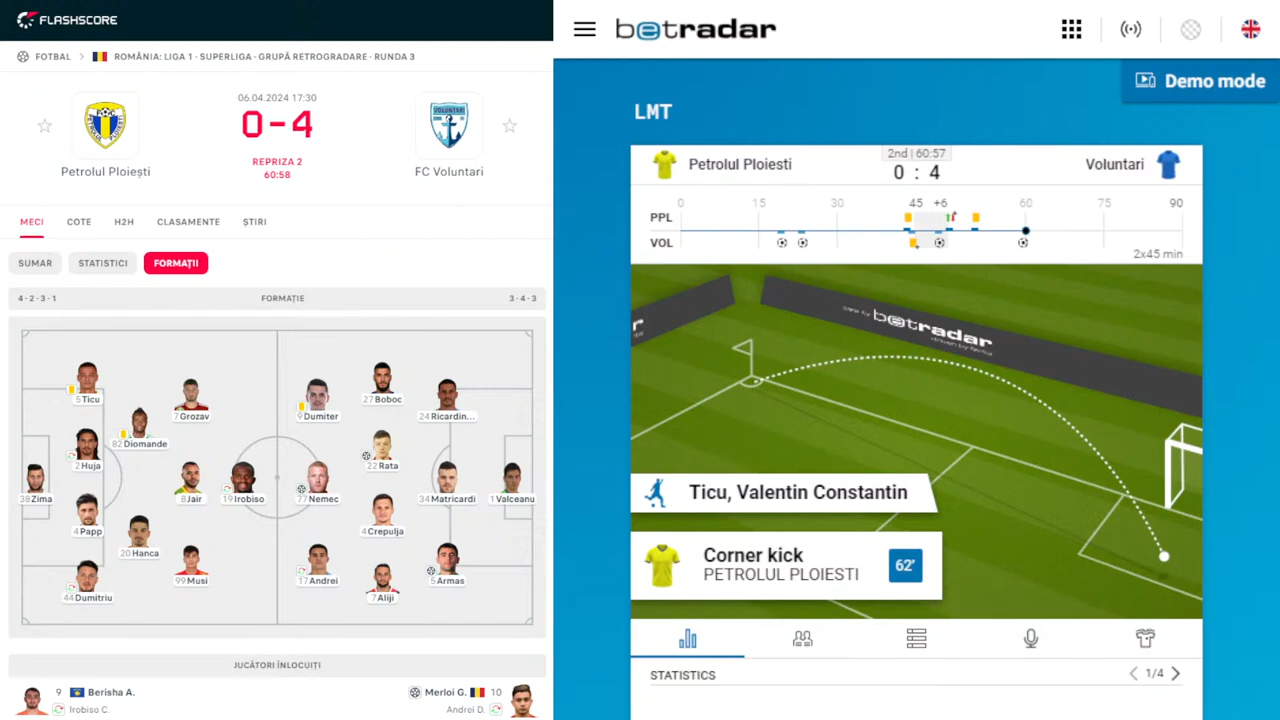 FLASHSCORE
FOTBAL
ROMÂNIA: LIGA 1 - SUPERLIGA - GRUPĂ RETROGRADARE - RUNDA 3
06.04.2024 17:30
0-4
REPRIZA 2
60:58
Petrolul Ploiești
FC Voluntari
MECI COTE H2H CLASAMENTE ȘTIRI
SUMAR STATISTICI FORMAȚII
4 - 2 - 3 - 1 FORMAȚIE 3 - 4 - 3
5 Ticu
7 Grozav
9 Dumiter
27 Boboc
24 Ricardin...
82 Diomande
2 Huja
22 Rata
38 Zima
8 Jair
19 Irobiso
77 Nemec
34 Matricardi
1 Valceanu
4 Papp
4 Crepulja
20 Hanca
99 Musi
17 Andrei
5 Armas
44 Dumitriu
7 Aliji
JUCĂTORI ÎNLOCUIȚI
9 Berisha A.
Irobiso C.
Merloi G. 10
Andrei D.
betradar
Demo mode
LMT
Petrolul Ploiesti
2nd | 60:57
0 : 4
Voluntari
0 15 30 45 +6 60 75 90
PPL
VOL
2x45 min
betradar
Ticu, Valentin Constantin
Corner kick
PETROLUL PLOIESTI
62'
STATISTICS
1/4